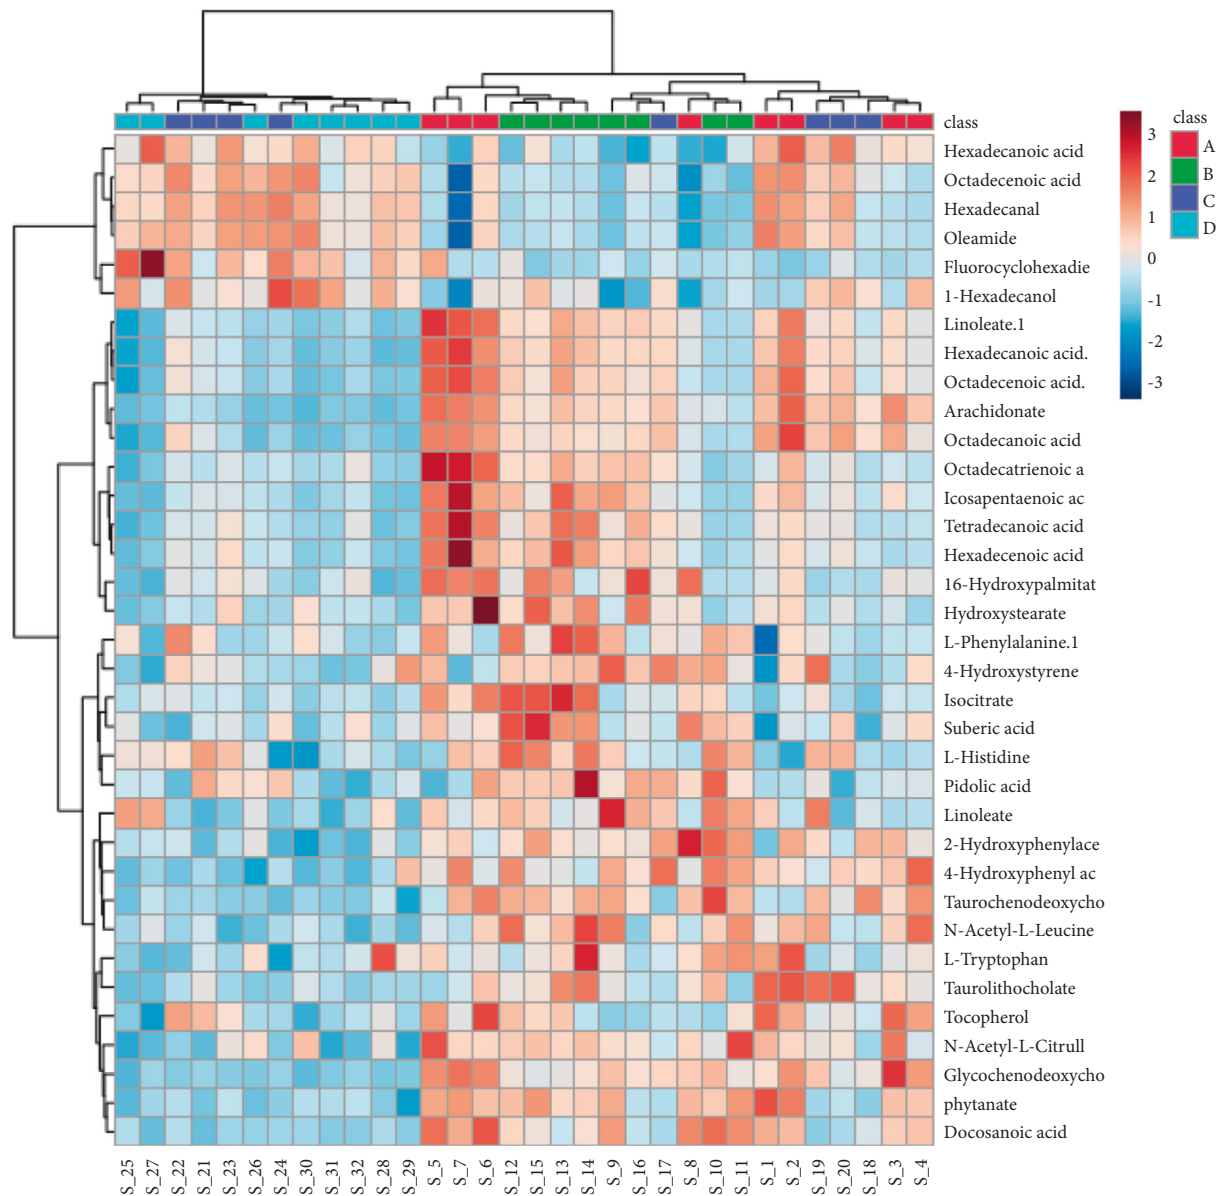 class
Hexadecanoic acid
Octadecenoic acid
Hexadecanal
Oleamide
Fluorocyclohexadie
1-Hexadecanol
Linoleate.1
Hexadecanoic acid.
Octadecenoic acid.
Arachidonate
Octadecanoic acid
Octadecatrienoic a
Icosapentaenoic ac
Tetradecanoic acid
Hexadecenoic acid
16-Hydroxypalmitat
Hydroxystearate
L-Phenylalanine.1
4-Hydroxystyrene
Isocitrate
Suberic acid
L-Histidine
Pidolic acid
Linoleate
2-Hydroxyphenylace
4-Hydroxyphenyl ac
Taurochenodeoxycho
N-Acetyl-L-Leucine
L-Tryptophan
Taurolithocholate
Tocopherol
N-Acetyl-L-Citrull
Glycochenodeoxycho
phytanate
Docosanoic acid
3
2
1
0
-1
-2
-3
class
A
B
C
D
S_25
S_27
S_22
S_21
S_23
S_26
S_24
S_30
S_31
S_32
S_28
S_29
S_5
S_7
S_6
S_12
S_15
S_13
S_14
S_9
S_16
S_17
S_8
S_10
S_11
S_1
S_2
S_19
S_20
S_18
S_3
S_4